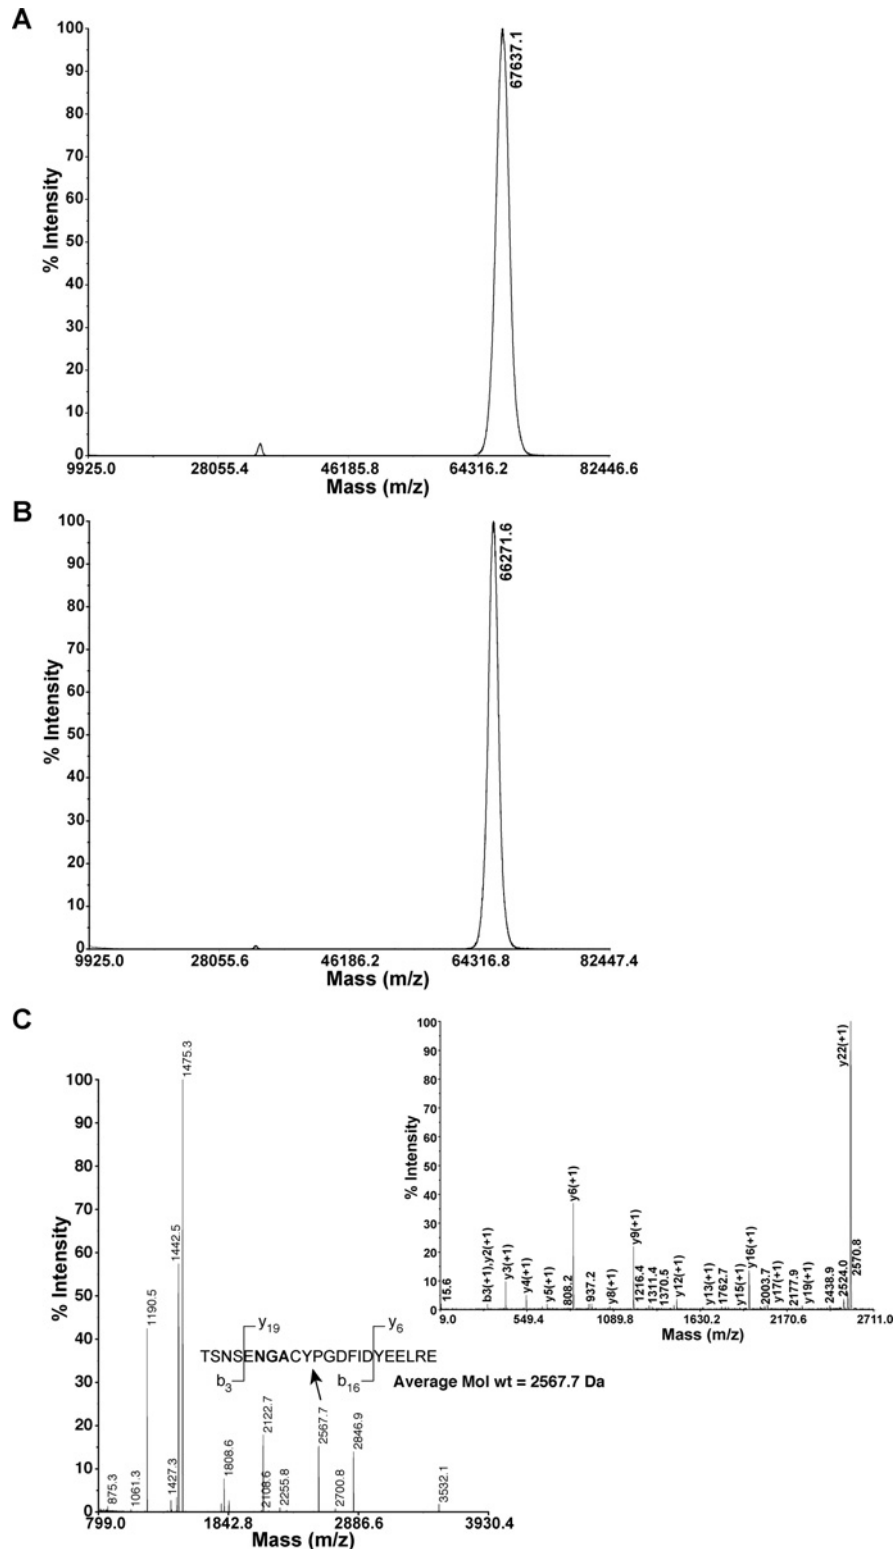 A
100
90
80
70
60
50
40
30
20
10
0
% Intensity
67637.1
9925.0 28055.4 46185.8 64316.2 82446.6
Mass (m/z)
B
100
90
80
70
60
50
40
30
20
10
0
% Intensity
66271.6
9925.0 28055.6 46186.2 64316.8 82447.4
Mass (m/z)
C
100
90
80
70
60
50
40
30
20
10
0
% Intensity
875.3
1061.3
1190.5
1427.3
1442.5
1475.3
1808.6
2108.6
2122.7
2255.8
2567.7
2700.8
2846.9
3532.1
y19 y6
TSNSENGACYPGDFIDYEELRE
b3 b16
Average Mol wt = 2567.7 Da
799.0 1842.8 2886.6 3930.4
Mass (m/z)
100
90
80
70
60
50
40
30
20
10
0
% Intensity
15.6
b3(+1),y2(+1)
y3(+1)
y4(+1)
y5(+1)
808.2
y6(+1)
937.2
y8(+1)
y9(+1)
1216.4
1311.4
1370.5
y12(+1)
y13(+1)
1762.7
y15(+1)
y16(+1)
2003.7
y17(+1)
2177.9
y19(+1)
2438.9
2524.0
y22(+1)
2570.8
9.0 549.4 1089.8 1630.2 2170.6 2711.0
Mass (m/z)